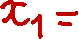 x₁ =